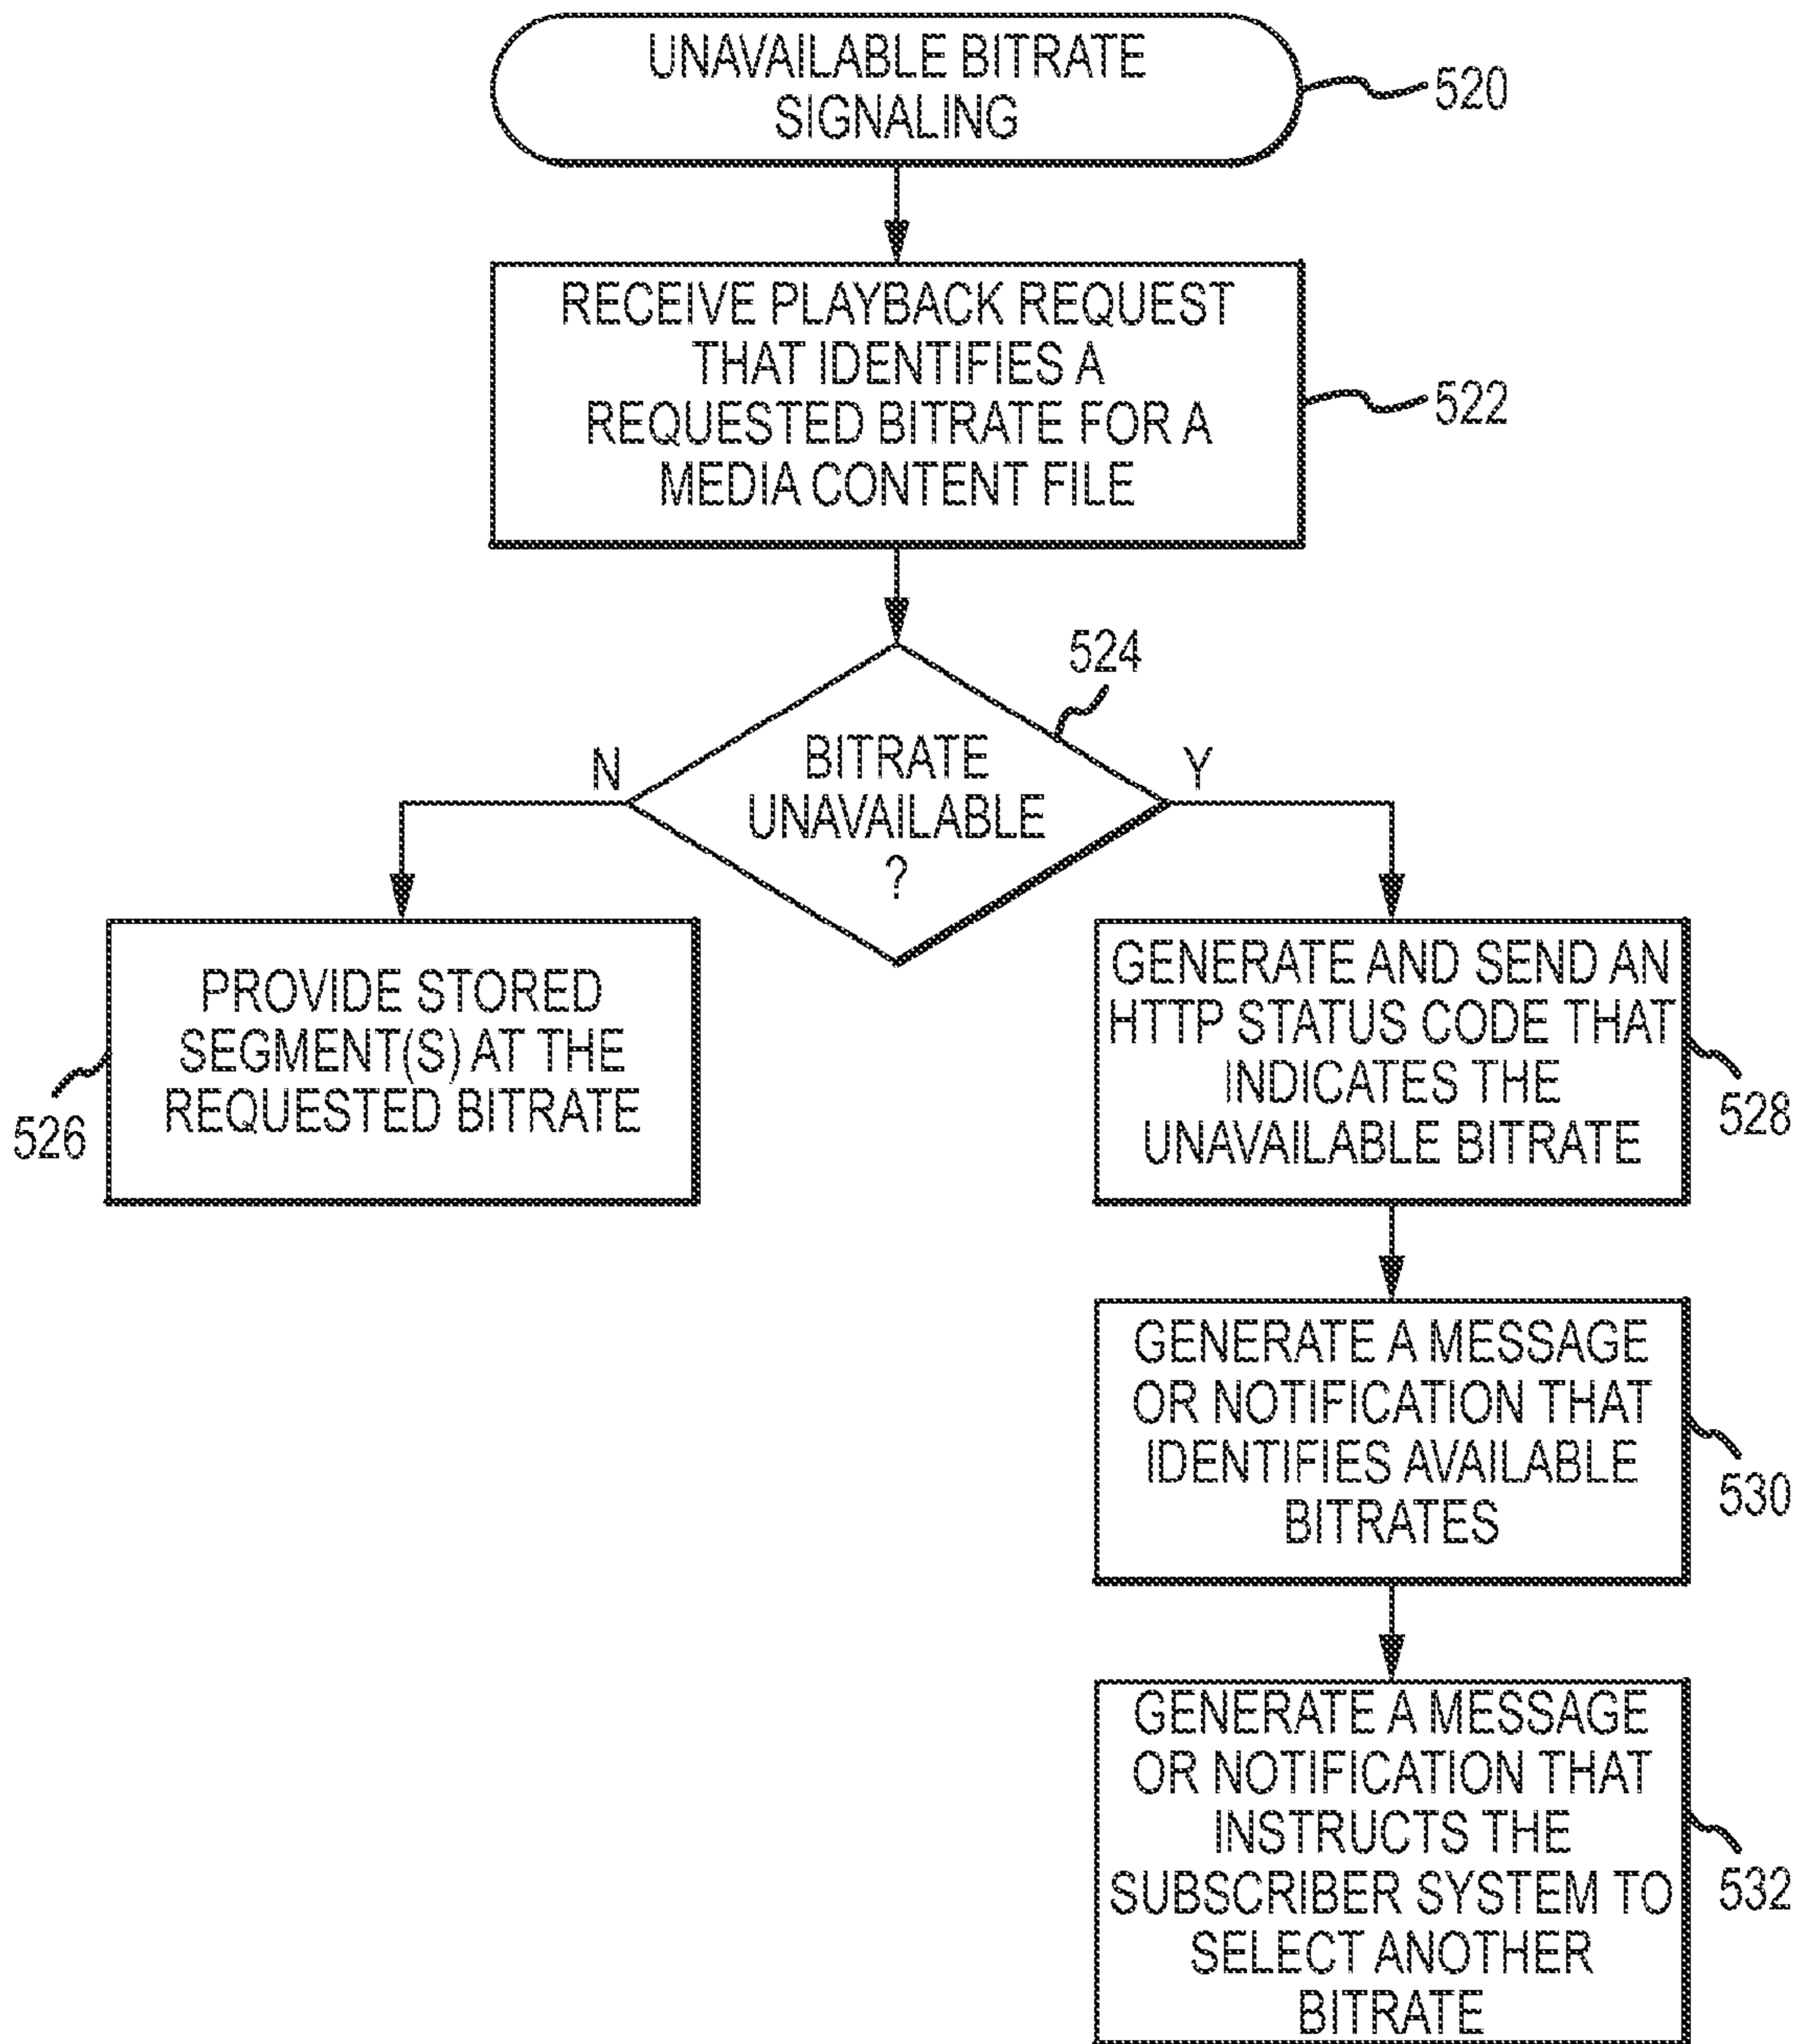 UNAVAILABLE BITRATE
SIGNALING
520
RECEIVE PLAYBACK REQUEST
THAT IDENTIFIES A
REQUESTED BITRATE FOR A
MEDIA CONTENT FILE
522
524
BITRATE
UNAVAILABLE
?
N
Y
PROVIDE STORED
SEGMENT(S) AT THE
REQUESTED BITRATE
526
GENERATE AND SEND AN
HTTP STATUS CODE THAT
INDICATES THE
UNAVAILABLE BITRATE
528
GENERATE A MESSAGE
OR NOTIFICATION THAT
IDENTIFIES AVAILABLE
BITRATES
530
GENERATE A MESSAGE
OR NOTIFICATION THAT
INSTRUCTS THE
SUBSCRIBER SYSTEM TO
SELECT ANOTHER
BITRATE
532